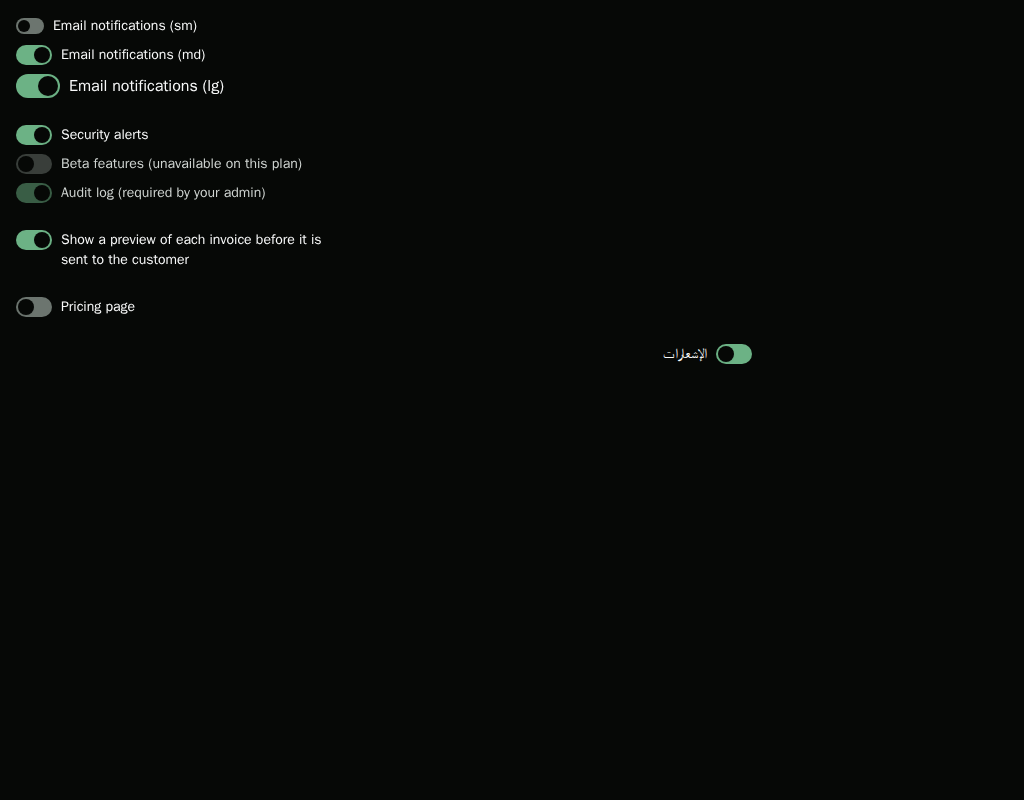 Email notifications (sm)
Email notifications (md)
Email notifications (lg)
Security alerts
Beta features (unavailable on this plan)
Audit log (required by your admin)
Show a preview of each invoice before it is
sent to the customer
Pricing page
الإشعارات